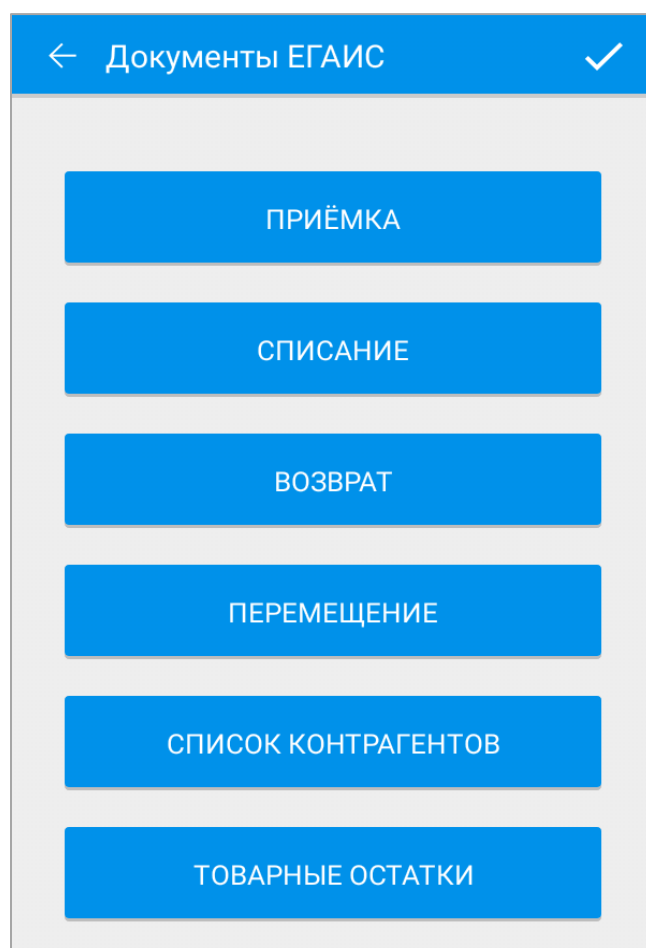 Документы ЕГАИС
ПРИЁМКА
СПИСАНИЕ
ВОЗВРАТ
ПЕРЕМЕЩЕНИЕ
СПИСОК КОНТРАГЕНТОВ
ТОВАРНЫЕ ОСТАТКИ